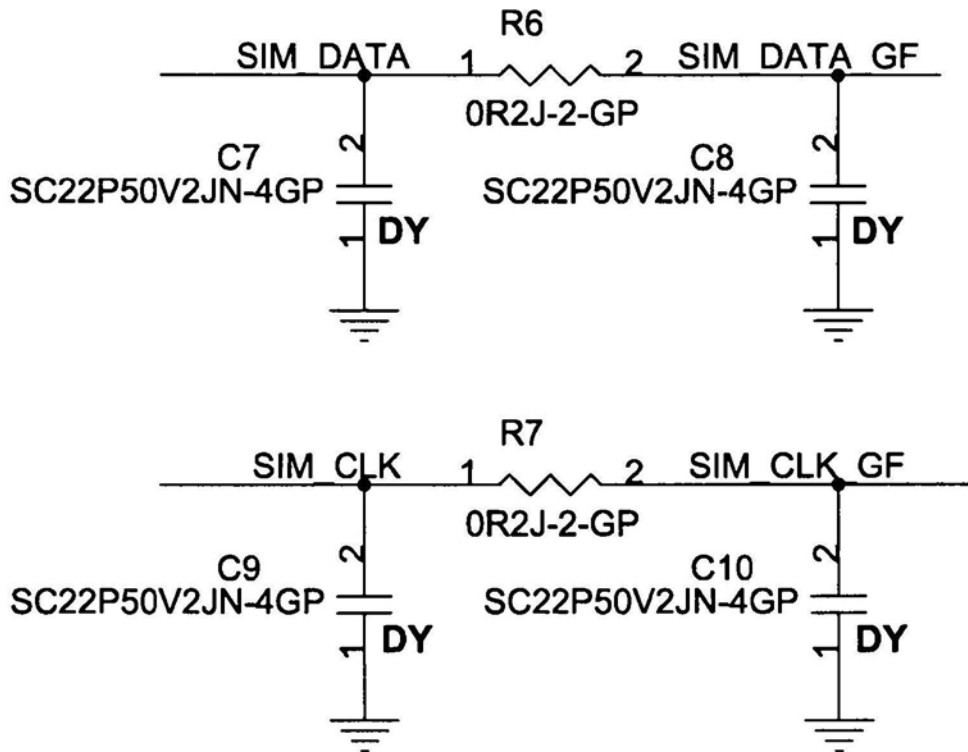 R6
SIM_DATA 1 2 SIM_DATA_GF
0R2J-2-GP
2 2
C7 C8
SC22P50V2JN-4GP SC22P50V2JN-4GP
1 DY 1 DY
R7
SIM_CLK 1 2 SIM_CLK_GF
0R2J-2-GP
2 2
C9 C10
SC22P50V2JN-4GP SC22P50V2JN-4GP
1 DY 1 DY